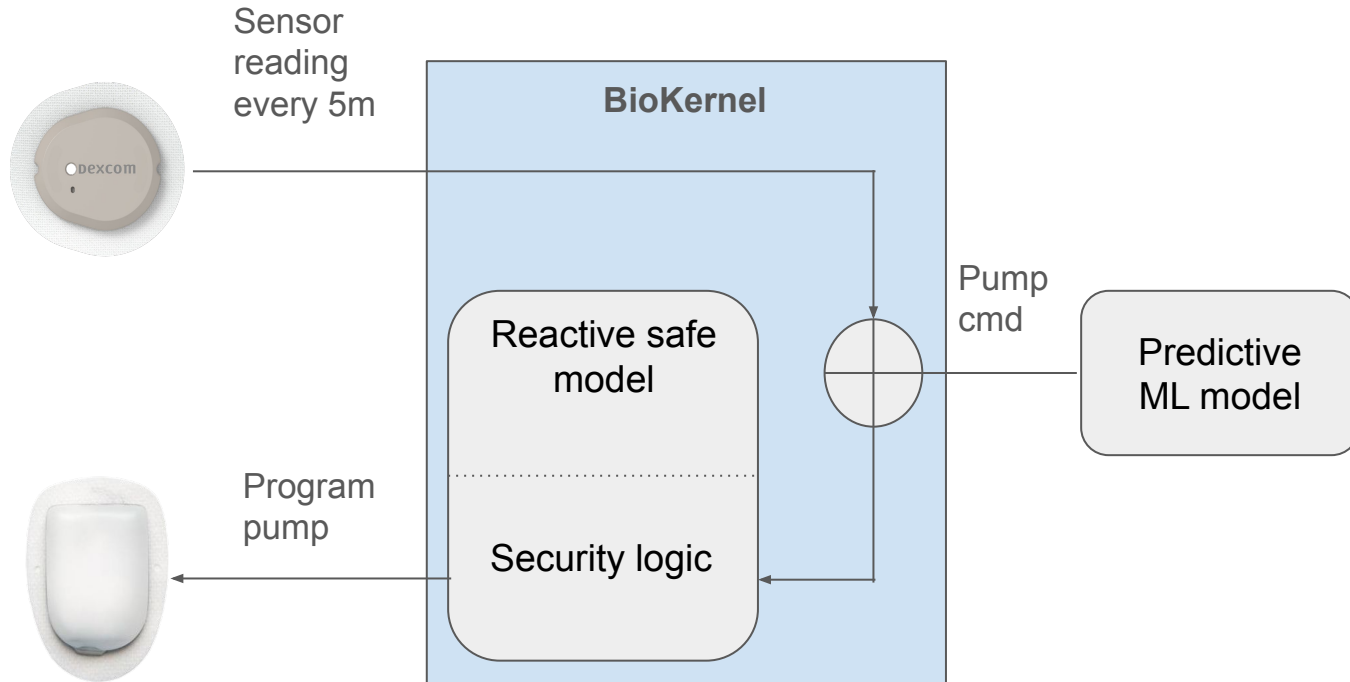 Sensor
reading
every 5m
BioKernel
Dexcom
Pump
cmd
Reactive safe
model
Predictive
ML model
Program
pump
Security logic